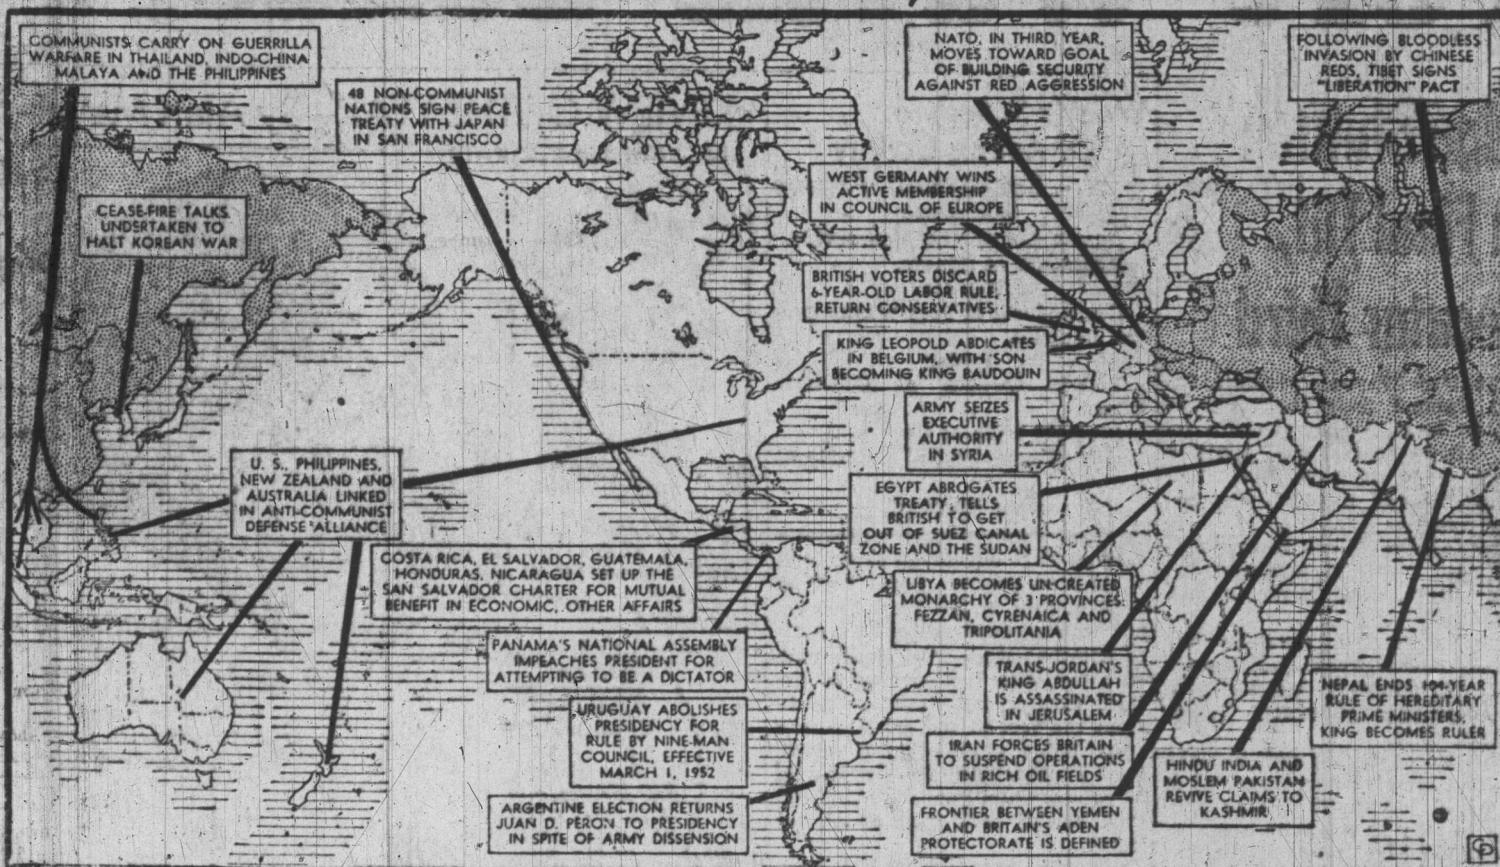 COMMUNISTS CARRY ON GUERRILLA
WARFARE IN THAILAND, INDO-CHINA
MALAYA AND THE PHILIPPINES
48 NON-COMMUNIST
NATIONS SIGN PEACE
TREATY WITH JAPAN
IN SAN FRANCISCO
NATO, IN THIRD YEAR,
MOVES TOWARD GOAL
OF BUILDING SECURITY
AGAINST RED AGGRESSION
FOLLOWING BLOODLESS
INVASION BY CHINESE
REDS, TIBET SIGNS
"LIBERATION" PACT
CEASE-FIRE TALKS
UNDERTAKEN TO
HALT KOREAN WAR
WEST GERMANY WINS
ACTIVE MEMBERSHIP
IN COUNCIL OF EUROPE
BRITISH VOTERS DISCARD
6-YEAR-OLD LABOR RULE,
RETURN CONSERVATIVES
KING LEOPOLD ABDICATES
IN BELGIUM, WITH SON
BECOMING KING BAUDOUIN
ARMY SEIZES
EXECUTIVE
AUTHORITY
IN SYRIA
U. S., PHILIPPINES,
NEW ZEALAND AND
AUSTRALIA LINKED
IN ANTI-COMMUNIST
DEFENSE ALLIANCE
EGYPT ABROGATES
TREATY, TELLS
BRITISH TO GET
OUT OF SUEZ CANAL
ZONE AND THE SUDAN
COSTA RICA, EL SALVADOR, GUATEMALA,
HONDURAS, NICARAGUA SET UP THE
SAN SALVADOR CHARTER FOR MUTUAL
BENEFIT IN ECONOMIC, OTHER AFFAIRS
LIBYA BECOMES UN-CREATED
MONARCHY OF 3 PROVINCES:
FEZZAN, CYRENAICA AND
TRIPOLITANIA
PANAMA'S NATIONAL ASSEMBLY
IMPEACHES PRESIDENT FOR
ATTEMPTING TO BE A DICTATOR
TRANS-JORDAN'S
KING ABDULLAH
IS ASSASSINATED
IN JERUSALEM
NEPAL ENDS 104-YEAR
RULE OF HEREDITARY
PRIME MINISTERS,
KING BECOMES RULER
URUGUAY ABOLISHES
PRESIDENCY FOR
RULE BY NINE-MAN
COUNCIL, EFFECTIVE
MARCH 1, 1952
IRAN FORCES BRITAIN
TO SUSPEND OPERATIONS
IN RICH OIL FIELDS
HINDU INDIA AND
MOSLEM PAKISTAN
REVIVE CLAIMS TO
KASHMIR
ARGENTINE ELECTION RETURNS
JUAN D. PERON TO PRESIDENCY
IN SPITE OF ARMY DISSENSION
FRONTIER BETWEEN YEMEN
AND BRITAIN'S ADEN
PROTECTORATE IS DEFINED
CP